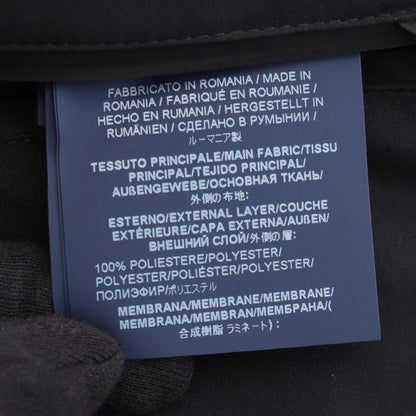 FABBRICATO IN ROMANIA / MADE IN
ROMANIA / FABRIQUÉ EN ROUMANIE /
HECHO EN RUMANIA / HERGESTELLT IN
RUMÄNIEN / СДЕЛАНО В РУМЫНИИ /
ルーマニア製
TESSUTO PRINCIPALE/MAIN FABRIC/TISSU
PRINCIPAL/TEJIDO PRINCIPAL/
AUßENGEWEBE/ОСНОВНАЯ ТКАНЬ/
外側の布地:
ESTERNO/EXTERNAL LAYER/COUCHE
EXTÉRIEURE/CAPA EXTERNA/AUßEN/
ВНЕШНИЙ СЛОЙ/外側の層:
100% POLIESTERE/POLYESTER/
POLYESTER/POLIÉSTER/POLYESTER/
ПОЛИЭФИР/ポリエステル
MEMBRANA/MEMBRANE/MEMBRANE/
MEMBRANA/MEMBRAN/МЕМБРАНА/(
合成樹脂 ラミネート):